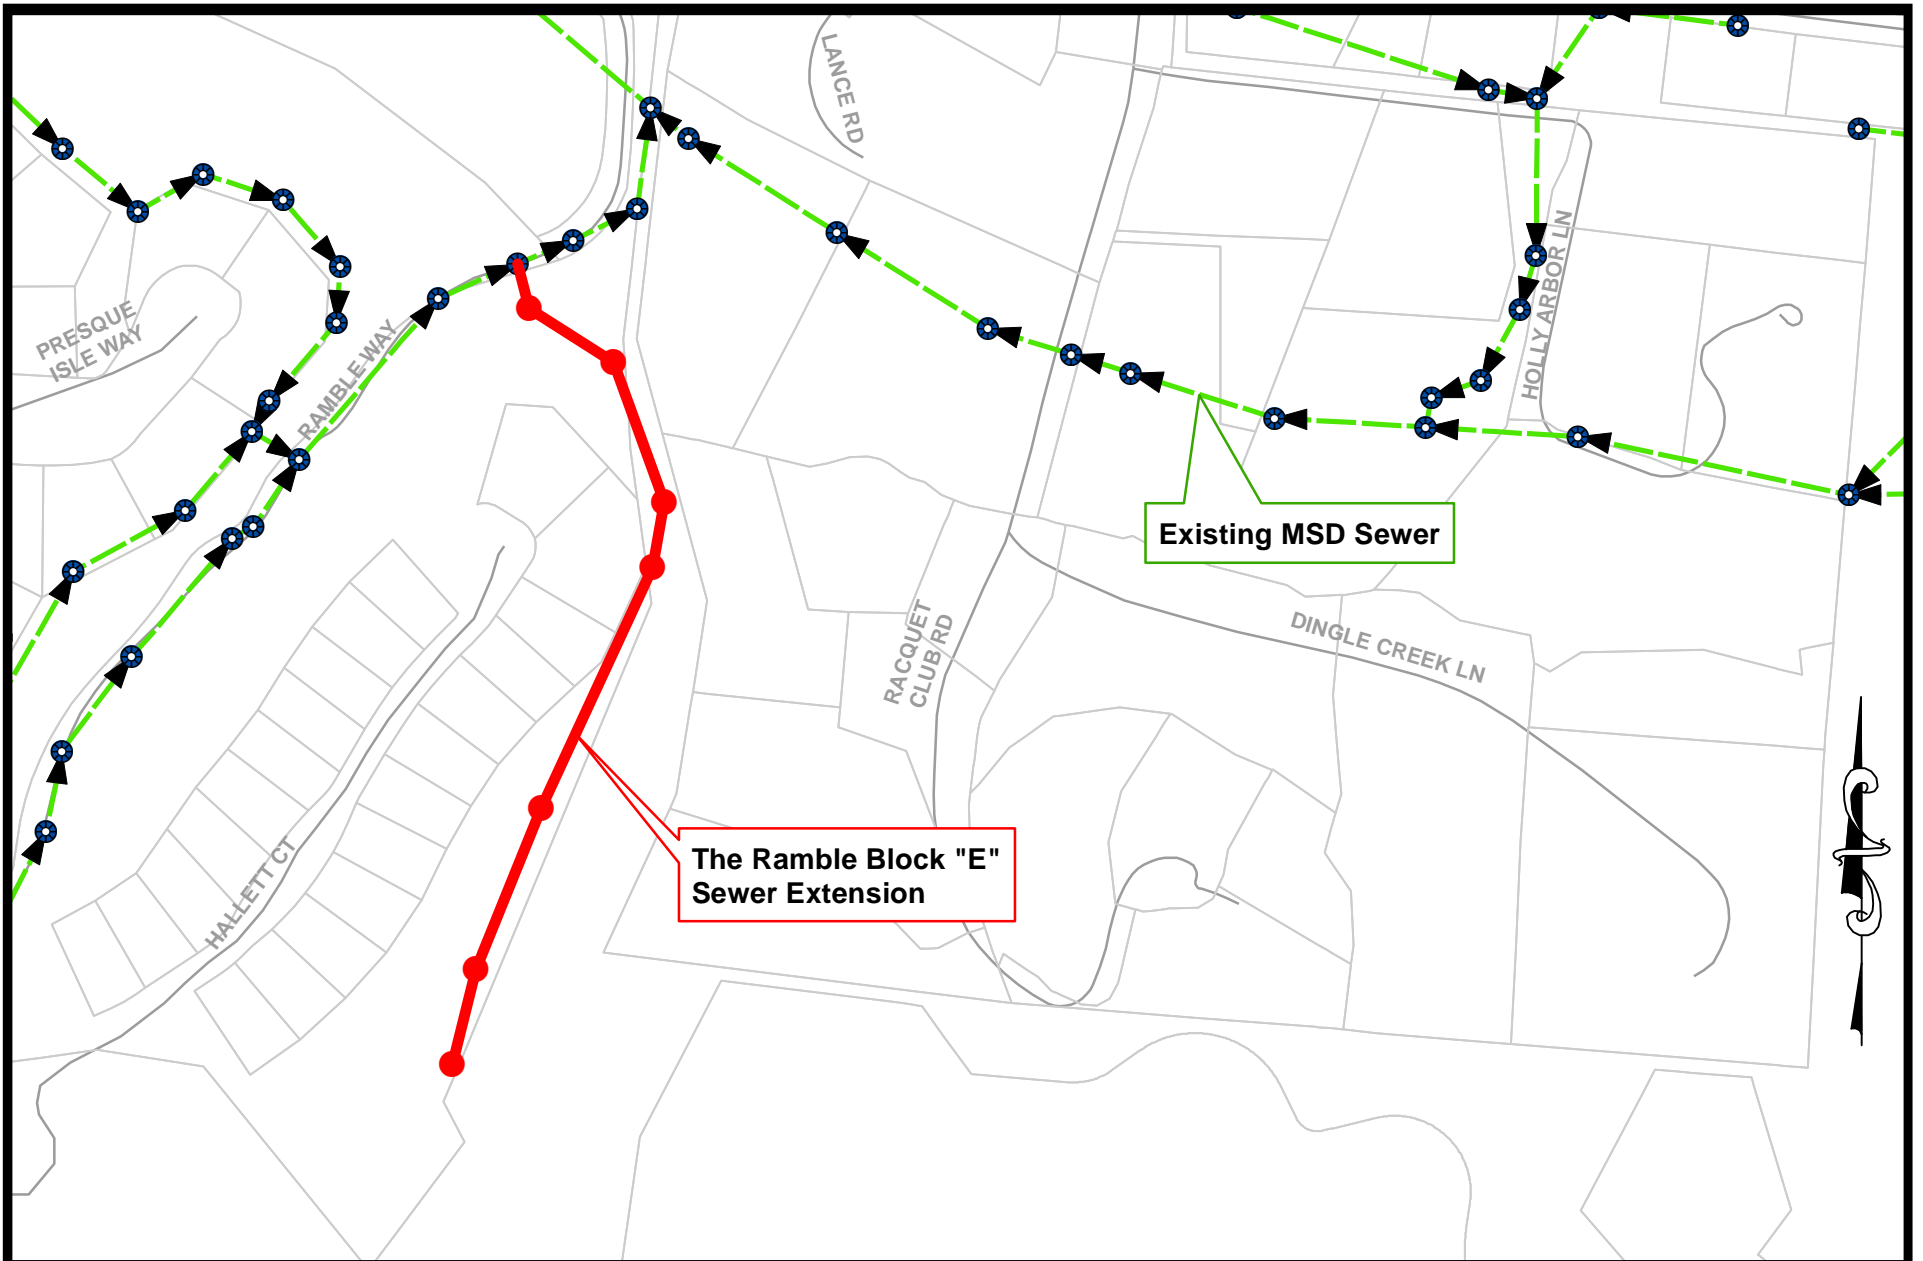 LANCE RD
PRESQUE
ISLE WAY
RAMBLE WAY
HOLLY ARBOR LN
Existing MSD Sewer
RACQUET
CLUB RD
DINGLE CREEK LN
The Ramble Block "E"
Sewer Extension
HALLETT CT